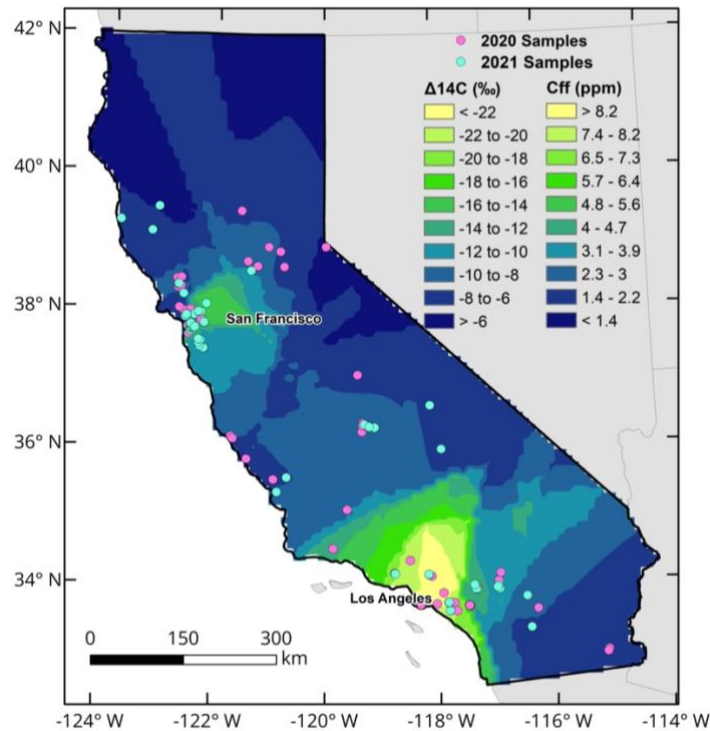 42° N
40° N
38° N
36° N
34° N
2020 Samples
2021 Samples
Δ14C (‰) Cff (ppm)
< -22 > 8.2
-22 to -20 7.4 - 8.2
-20 to -18 6.5 - 7.3
-18 to -16 5.7 - 6.4
-16 to -14 4.8 - 5.6
-14 to -12 4 - 4.7
-12 to -10 3.1 - 3.9
-10 to -8 2.3 - 3
-8 to -6 1.4 - 2.2
> -6 < 1.4
San Francisco
Los Angeles
0 150 300
km
-124° W -122° W -120° W -118° W -116° W -114° W